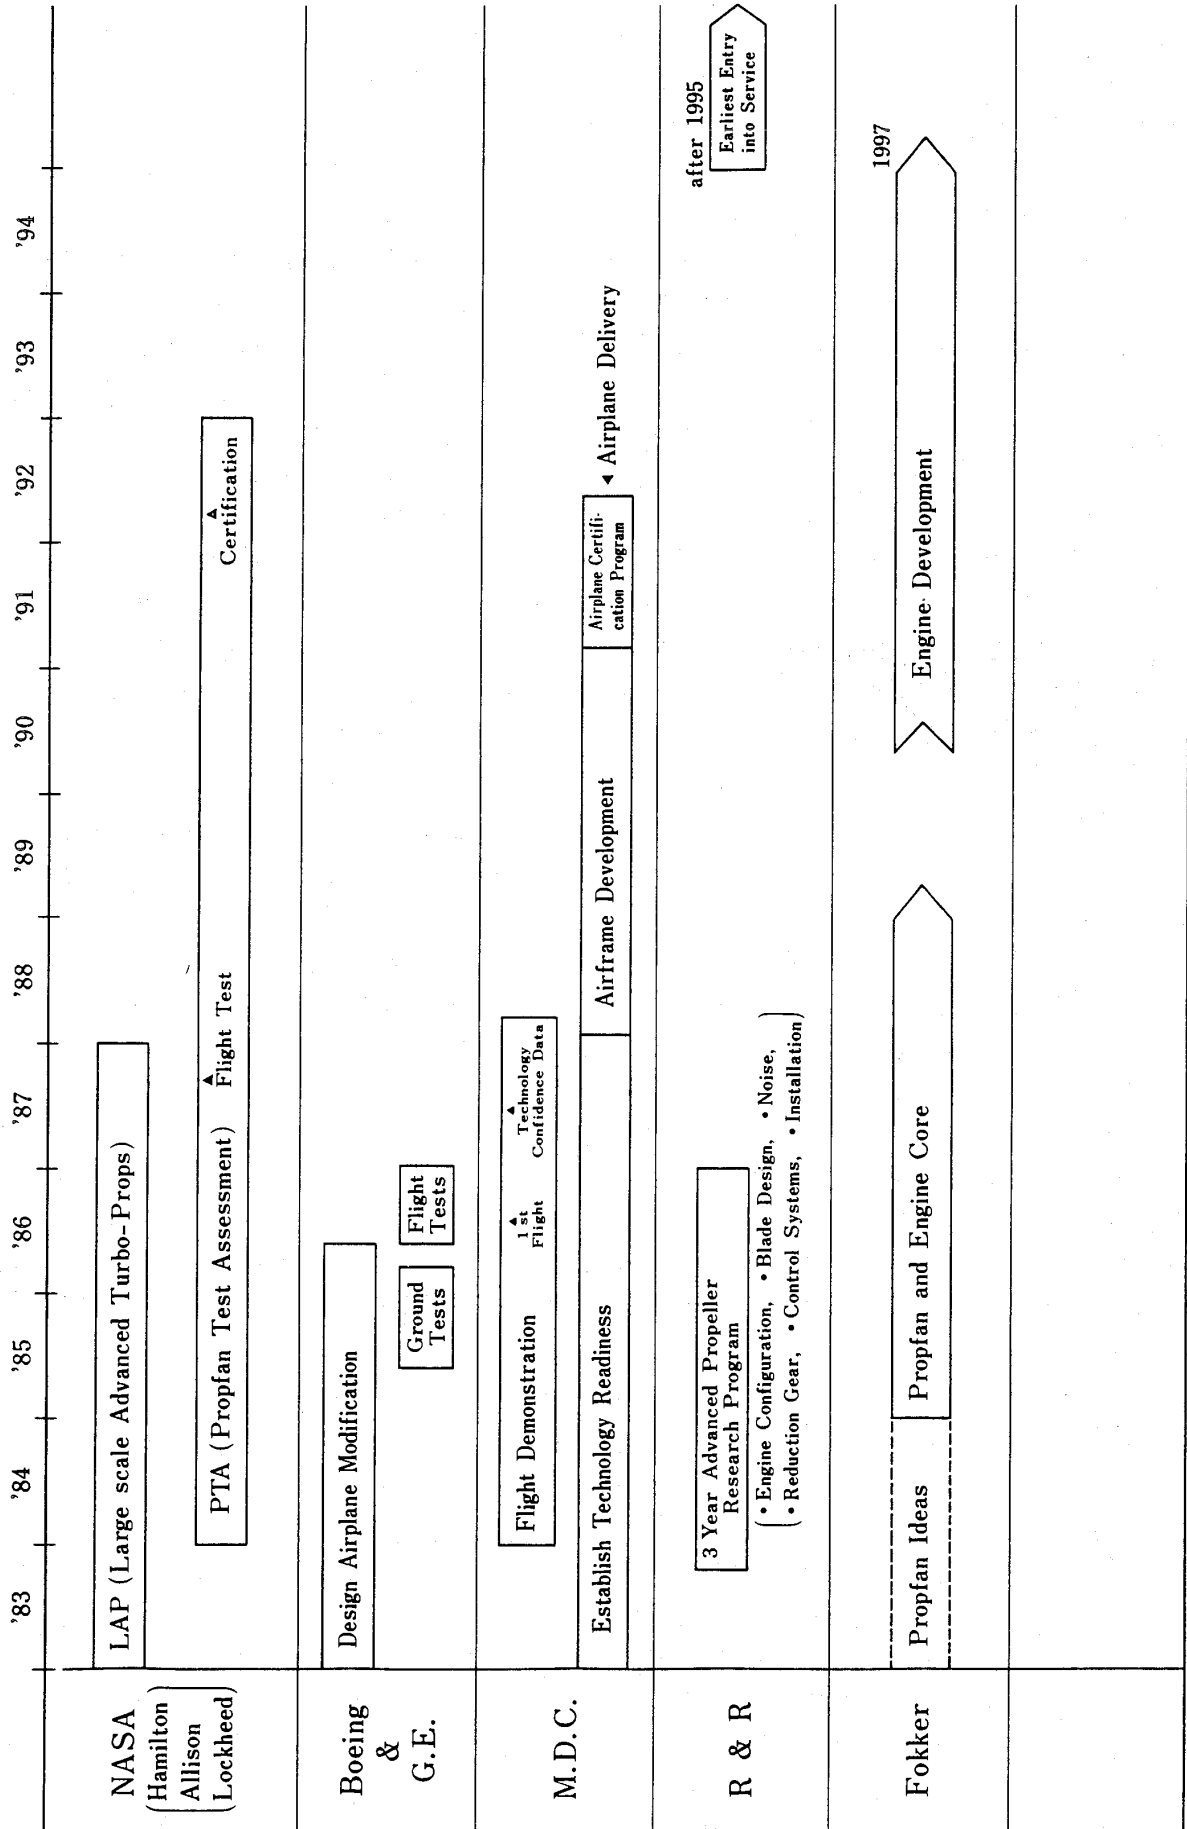 '83
'84
'85
'86
'87
'88
'89
'90
'91
'92
'93
'94
NASA
(Hamilton
Allison
Lockheed)
LAP (Large scale Advanced Turbo-Props)
PTA (Propfan Test Assessment)
▲
Flight Test
▲
Certification
Boeing
&
G.E.
Design Airplane Modification
Ground
Tests
Flight
Tests
M.D.C.
Flight Demonstration
▲
1 st
Flight
▲
Technology
Confidence Data
Establish Technology Readiness
Airframe Development
Airplane Certifi-
cation Program
▲ Airplane Delivery
R & R
3 Year Advanced Propeller
Research Program
(• Engine Configuration, • Blade Design, • Noise,
• Reduction Gear, • Control Systems, • Installation)
after 1995
Earliest Entry
into Service
Fokker
Propfan Ideas
Propfan and Engine Core
Engine Development
1997